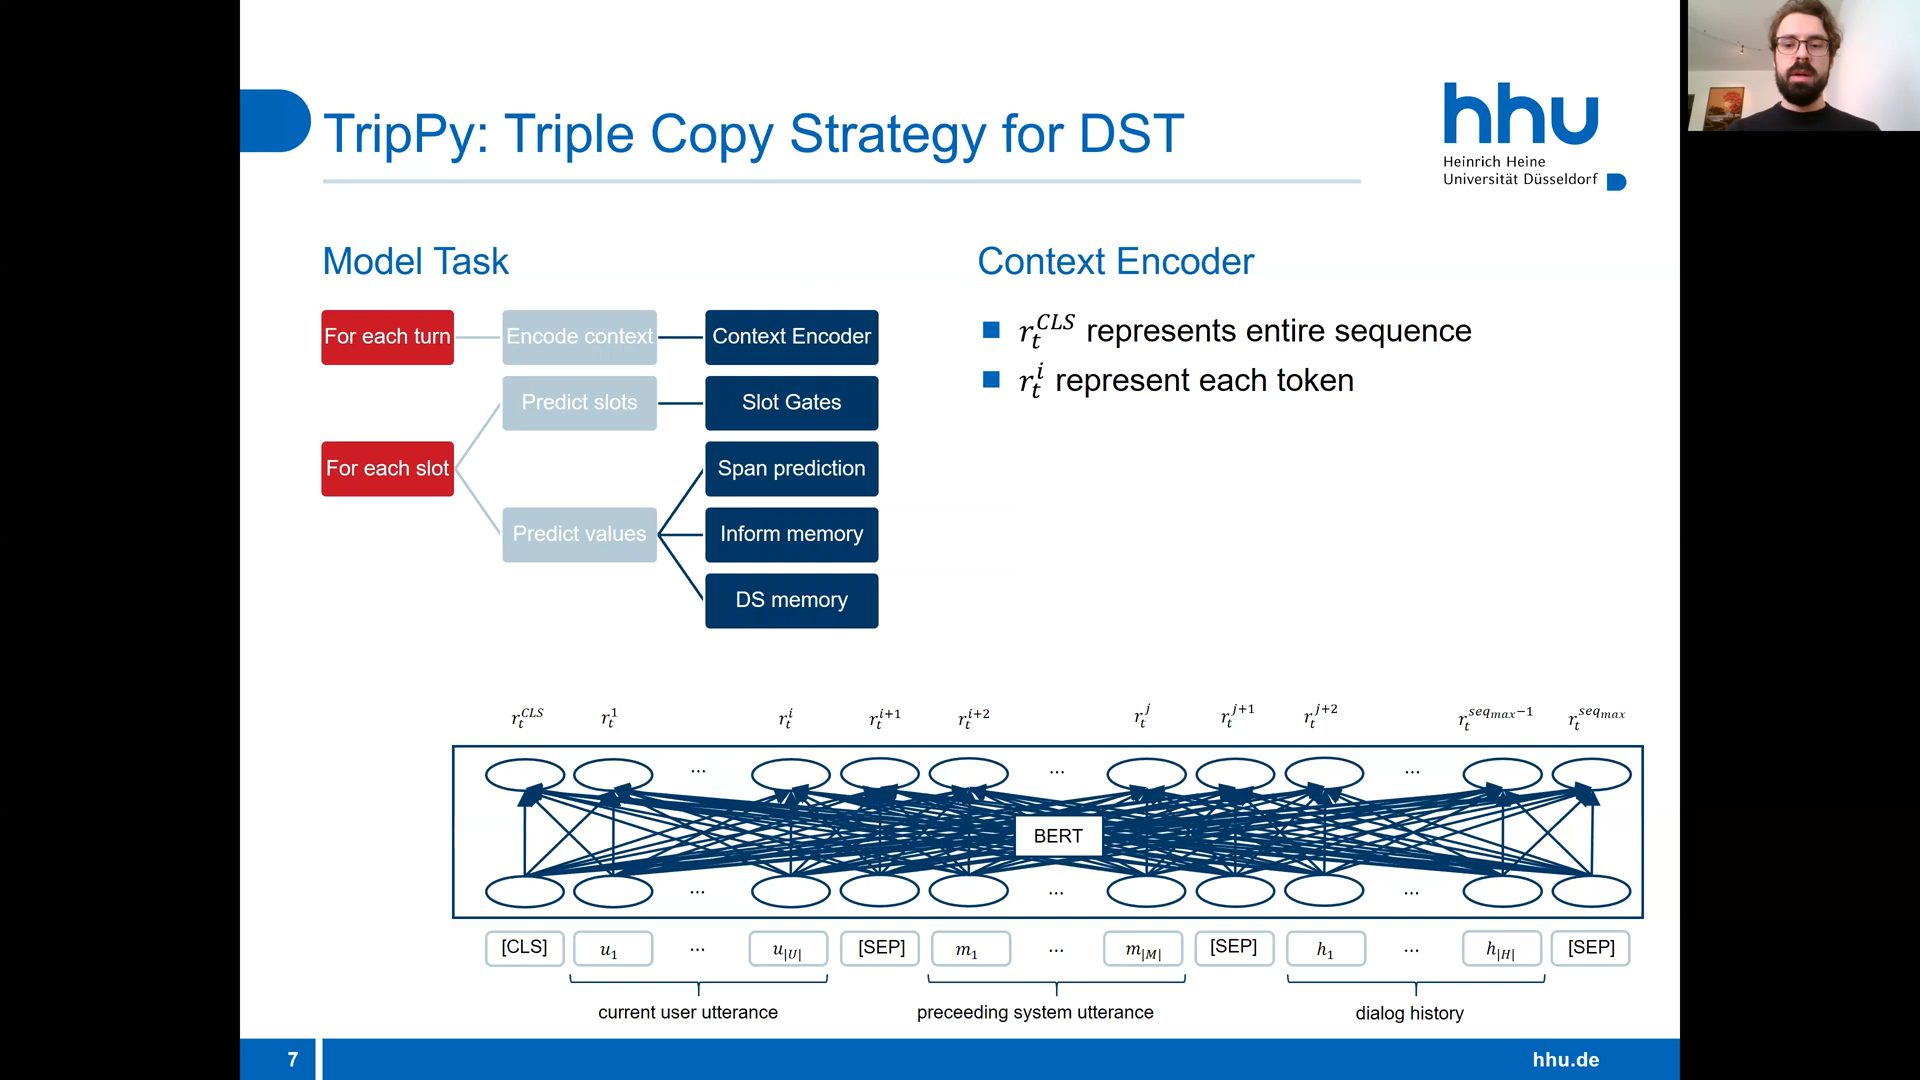 TripPy: Triple Copy Strategy for DST
hhu
Heinrich Heine
Universität Düsseldorf
Model Task
For each turn
Encode context
Context Encoder
Predict slots
Slot Gates
For each slot
Span prediction
Predict values
Inform memory
DS memory
Context Encoder
r_t^{CLS} represents entire sequence
r_t^i represent each token
r_t^{CLS} r_t^1 r_t^i r_t^{i+1} r_t^{i+2} r_t^j r_t^{j+1} r_t^{j+2} r_t^{seq_{max}-1} r_t^{seq_{max}}
... ... ...
BERT
... ... ...
[CLS] u_1 ... u_{|U|} [SEP] m_1 ... m_{|M|} [SEP] h_1 ... h_{|H|} [SEP]
current user utterance preceeding system utterance dialog history
7 hhu.de